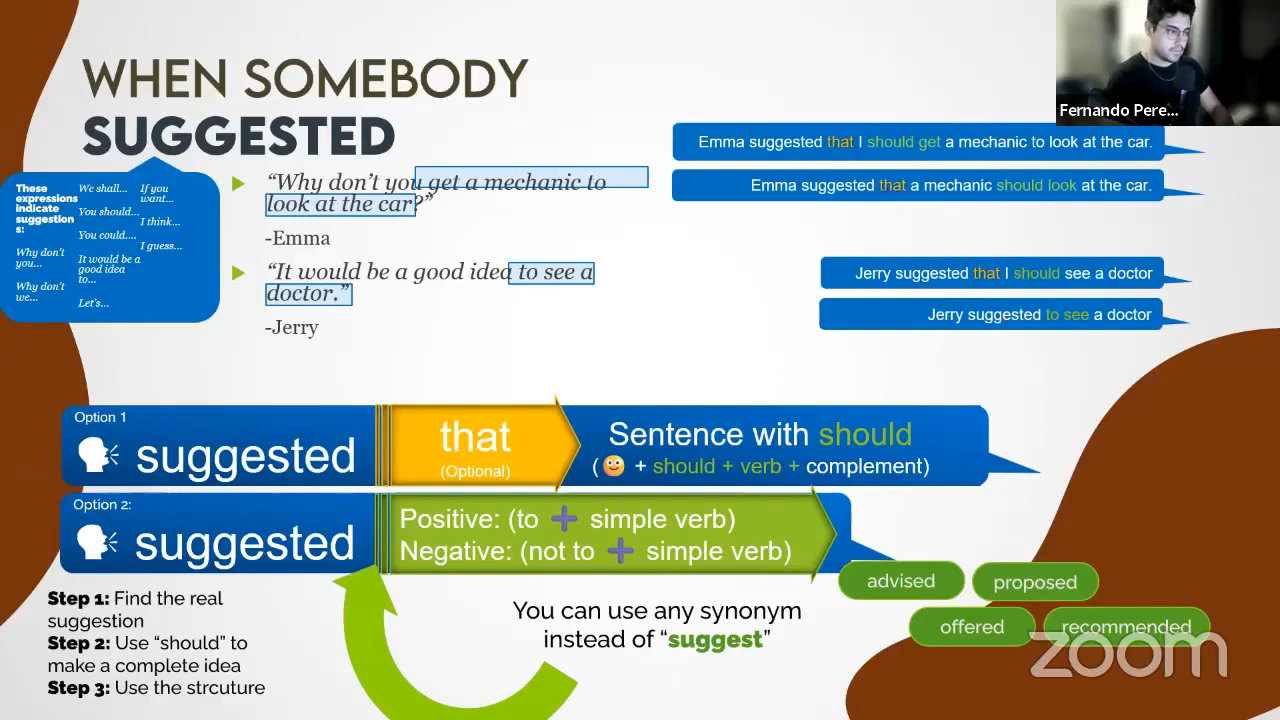 WHEN SOMEBODY
SUGGESTED
Fernando Pere...
These
expressions
indicate
suggestion
s:
Why don't
you...
Why don't
we...
We shall...
You should...
You could....
It would be a
good idea
to...
Let's...
If you
want...
I think...
I guess...
“Why don’t you get a mechanic to
look at the car?”
-Emma
“It would be a good idea to see a
doctor.”
-Jerry
Emma suggested that I should get a mechanic to look at the car.
Emma suggested that a mechanic should look at the car.
Jerry suggested that I should see a doctor
Jerry suggested to see a doctor
Option 1
suggested
that
(Optional)
Sentence with should
( + should + verb + complement)
Option 2:
suggested
Positive: (to + simple verb)
Negative: (not to + simple verb)
Step 1: Find the real
suggestion
Step 2: Use “should” to
make a complete idea
Step 3: Use the strcuture
You can use any synonym
instead of “suggest”
advised
proposed
offered
recommended
zoom